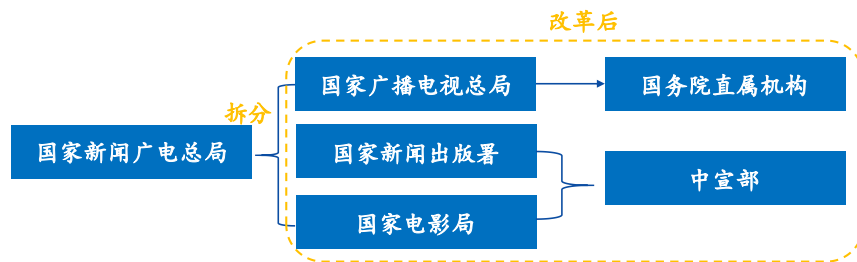 改革后
国家广播电视总局
国务院直属机构
拆分
国家新闻广电总局
国家新闻出版署
中宣部
国家电影局